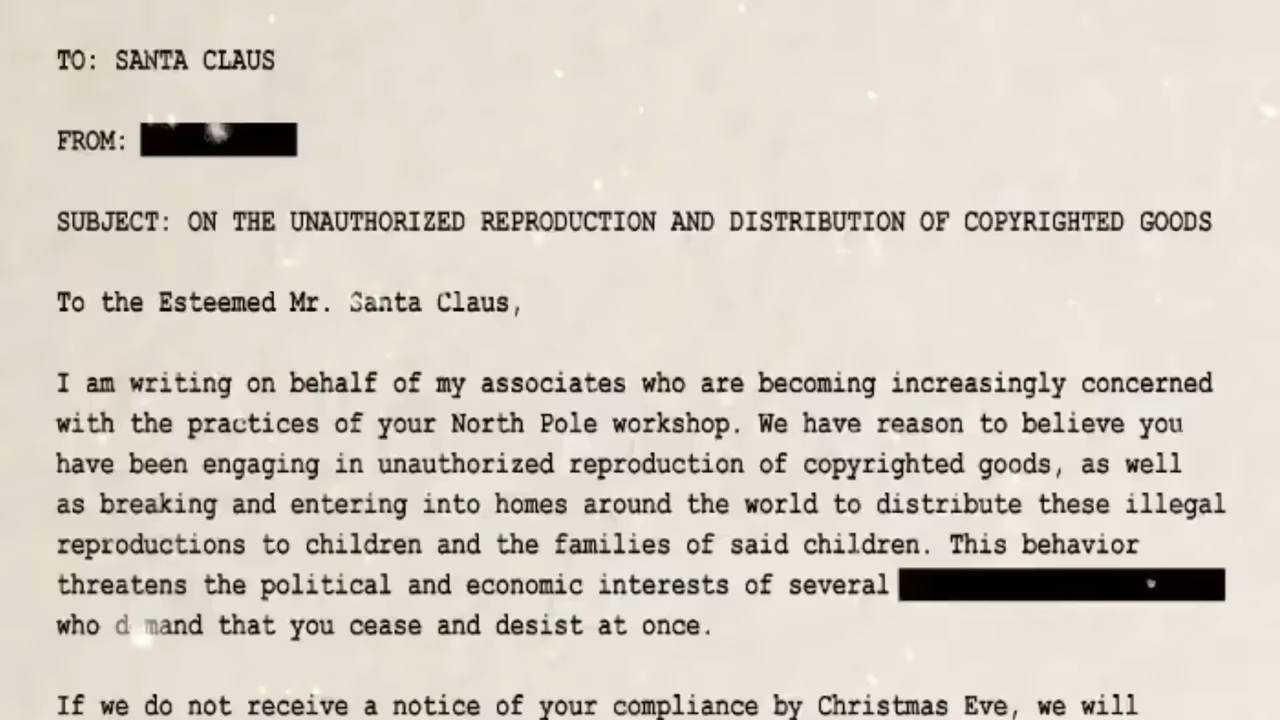 TO: SANTA CLAUS
FROM:
SUBJECT: ON THE UNAUTHORIZED REPRODUCTION AND DISTRIBUTION OF COPYRIGHTED GOODS
To the Esteemed Mr. Santa Claus,
I am writing on behalf of my associates who are becoming increasingly concerned
with the practices of your North Pole workshop. We have reason to believe you
have been engaging in unauthorized reproduction of copyrighted goods, as well
as breaking and entering into homes around the world to distribute these illegal
reproductions to children and the families of said children. This behavior
threatens the political and economic interests of several
who demand that you cease and desist at once.
If we do not receive a notice of your compliance by Christmas Eve, we will